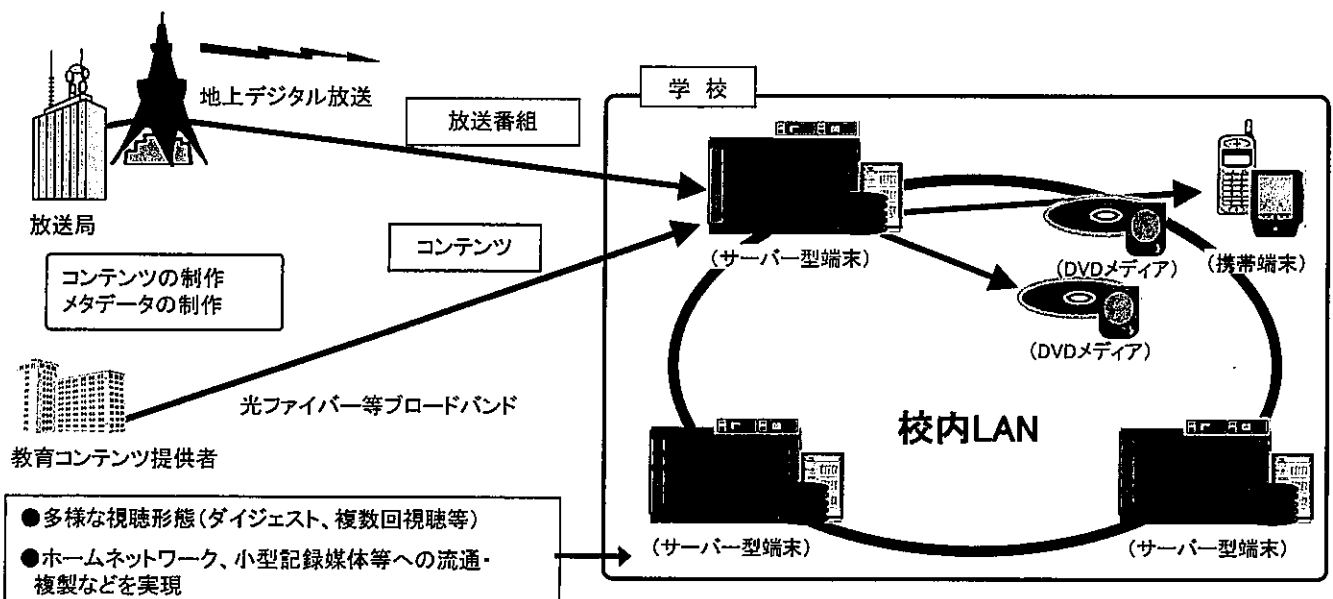 地上デジタル放送
放送局
放送番組
コンテンツ
コンテンツの制作
メタデータの制作
光ファイバー等ブロードバンド
教育コンテンツ提供者
●多様な視聴形態(ダイジェスト、複数回視聴等)
●ホームネットワーク、小型記録媒体等への流通・
複製などを実現
学 校
(サーバー型端末)
(DVDメディア)
(携帯端末)
(DVDメディア)
校内LAN
(サーバー型端末)
(サーバー型端末)